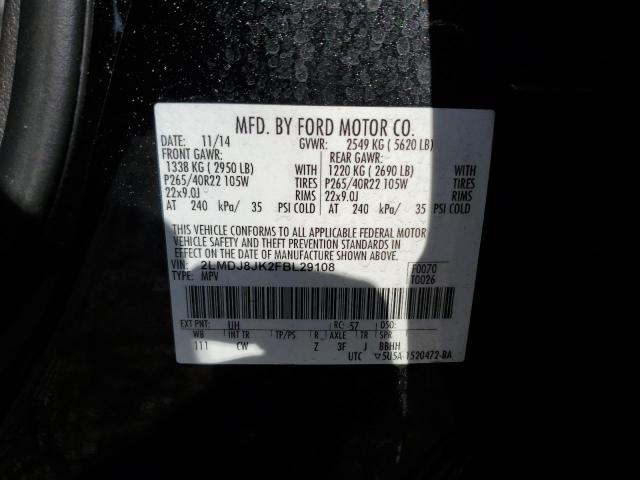 MFD. BY FORD MOTOR CO.
DATE: 11/14 GVWR: 2549 KG ( 5620 LB)
FRONT GAWR: REAR GAWR:
1338 KG ( 2950 LB) WITH 1220 KG ( 2690 LB) WITH
P265/40R22 105W TIRES P265/40R22 105W TIRES
22x9.0J RIMS 22x9.0J RIMS
AT 240 kPa/ 35 PSI COLD AT 240 kPa/ 35 PSI COLD
THIS VEHICLE CONFORMS TO ALL APPLICABLE FEDERAL MOTOR
VEHICLE SAFETY AND THEFT PREVENTION STANDARDS IN
EFFECT ON THE DATE OF MANUFACTURE SHOWN ABOVE.
VIN: 2LMDJ8JK2FBL29108 F0070
TYPE: MPV T0026
EXT PNT: UH RC: 57
WB INT TR TP/PS R AXLE TR SPR
111 CW Z 3F J BBHH
UTC ▽5U5A-1520472-BA